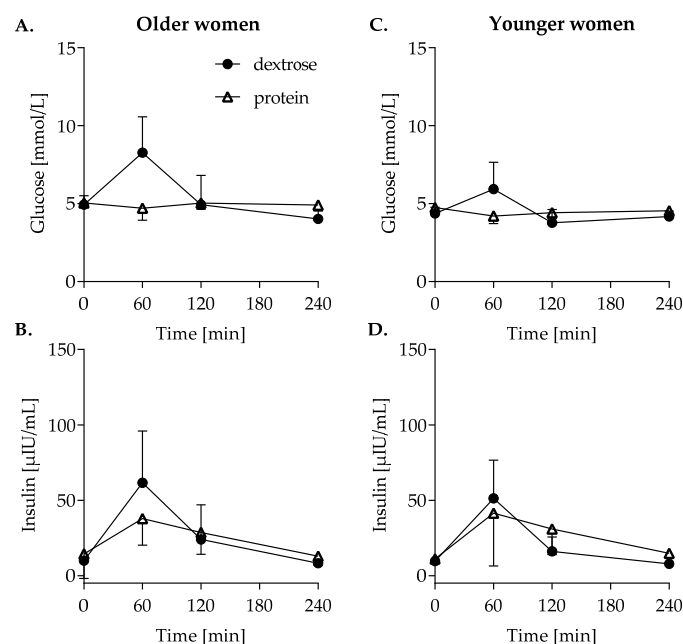 A. Older women
C. Younger women
dextrose
protein
Glucose [mmol/L]
15
10
5
0
0 60 120 180 240
Time [min]
Glucose [mmol/L]
15
10
5
0
0 60 120 180 240
Time [min]
B.
Insulin [µIU/mL]
150
100
50
0
0 60 120 180 240
Time [min]
D.
Insulin [µIU/mL]
150
100
50
0
0 60 120 180 240
Time [min]